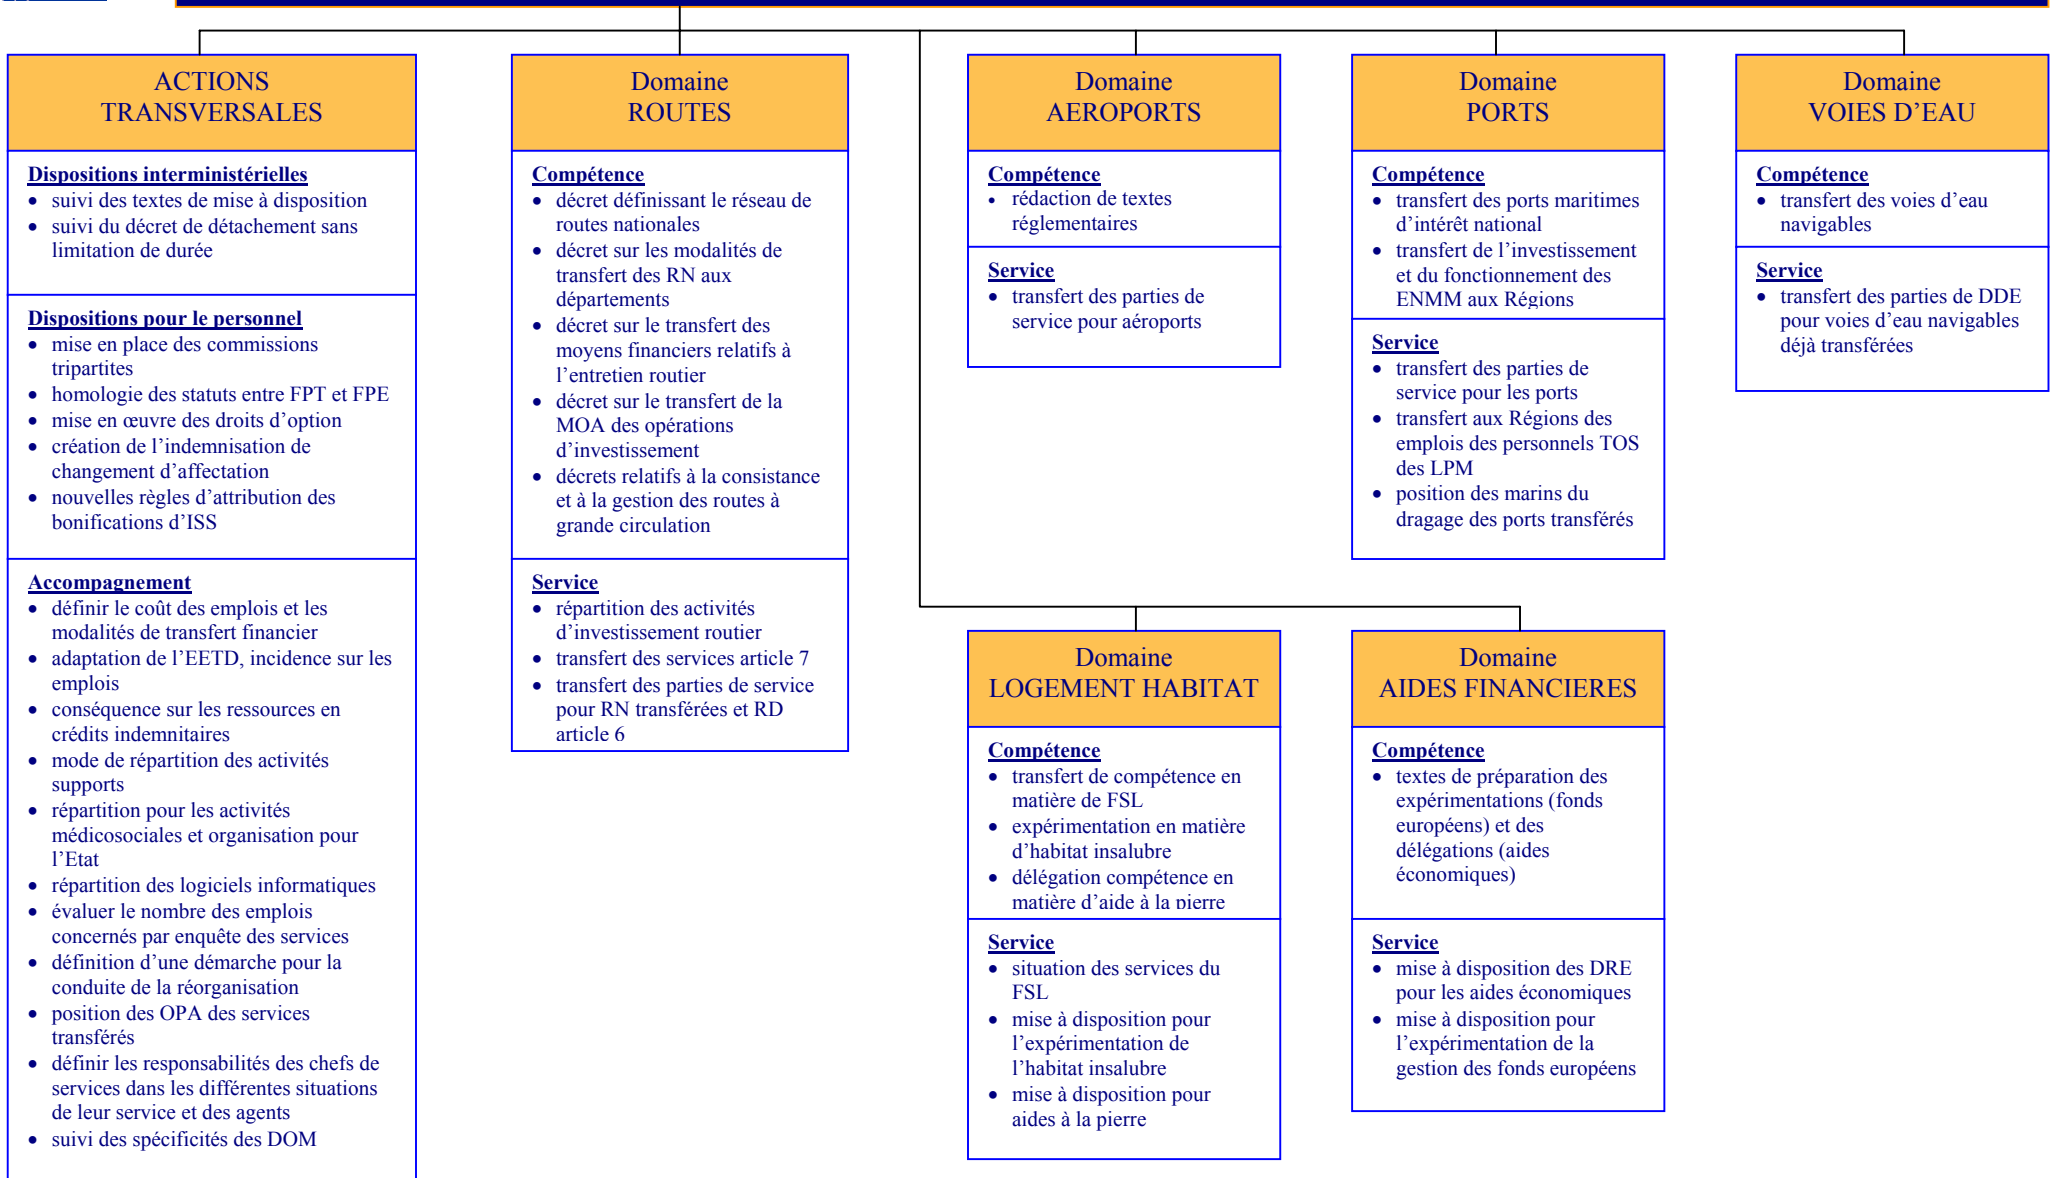 ACTIONS
TRANSVERSALES
Dispositions interministérielles
• suivi des textes de mise à disposition
• suivi du décret de détachement sans
limitation de durée
Dispositions pour le personnel
• mise en place des commissions
tripartites
• homologie des statuts entre FPT et FPE
• mise en œuvre des droits d’option
• création de l’indemnisation de
changement d’affectation
• nouvelles règles d’attribution des
bonifications d’ISS
Accompagnement
• définir le coût des emplois et les
modalités de transfert financier
• adaptation de l’EETD, incidence sur les
emplois
• conséquence sur les ressources en
crédits indemnitaires
• mode de répartition des activités
supports
• répartition pour les activités
médicosociales et organisation pour
l’Etat
• répartition des logiciels informatiques
• évaluer le nombre des emplois
concernés par enquête des services
• définition d’une démarche pour la
conduite de la réorganisation
• position des OPA des services
transférés
• définir les responsabilités des chefs de
services dans les différentes situations
de leur service et des agents
• suivi des spécificités des DOM
Domaine
ROUTES
Compétence
• décret définissant le réseau de
routes nationales
• décret sur les modalités de
transfert des RN aux
départements
• décret sur le transfert des
moyens financiers relatifs à
l’entretien routier
• décret sur le transfert de la
MOA des opérations
d’investissement
• décrets relatifs à la consistance
et à la gestion des routes à
grande circulation
Service
• répartition des activités
d’investissement routier
• transfert des services article 7
• transfert des parties de service
pour RN transférées et RD
article 6
Domaine
AEROPORTS
Compétence
• rédaction de textes
réglementaires
Service
• transfert des parties de
service pour aéroports
Domaine
PORTS
Compétence
• transfert des ports maritimes
d’intérêt national
• transfert de l’investissement
et du fonctionnement des
ENMM aux Régions
Service
• transfert des parties de
service pour les ports
• transfert aux Régions des
emplois des personnels TOS
des LPM
• position des marins du
dragage des ports transférés
Domaine
VOIES D’EAU
Compétence
• transfert des voies d’eau
navigables
Service
• transfert des parties de DDE
pour voies d’eau navigables
déjà transférées
Domaine
LOGEMENT HABITAT
Compétence
• transfert de compétence en
matière de FSL
• expérimentation en matière
d’habitat insalubre
• délégation compétence en
matière d’aide à la pierre
Service
• situation des services du
FSL
• mise à disposition pour
l’expérimentation de
l’habitat insalubre
• mise à disposition pour
aides à la pierre
Domaine
AIDES FINANCIERES
Compétence
• textes de préparation des
expérimentations (fonds
européens) et des
délégations (aides
économiques)
Service
• mise à disposition des DRE
pour les aides économiques
• mise à disposition pour
l’expérimentation de la
gestion des fonds européens